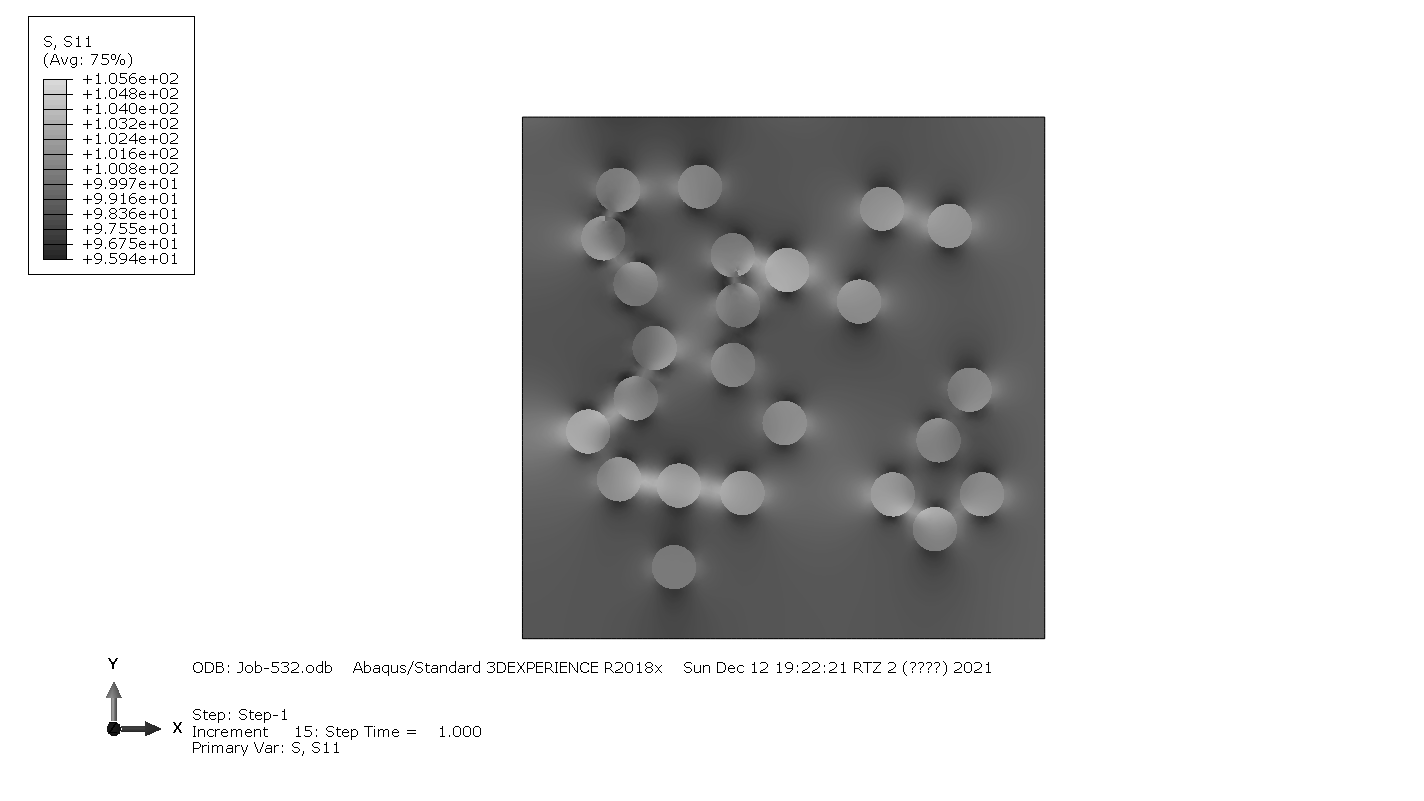 S, S11
(Avg: 75%)
+1.056e+02
+1.048e+02
+1.040e+02
+1.032e+02
+1.024e+02
+1.016e+02
+1.008e+02
+9.997e+01
+9.916e+01
+9.836e+01
+9.755e+01
+9.675e+01
+9.594e+01
Y
X
ODB: Job-532.odb Abaqus/Standard 3DEXPERIENCE R2018x Sun Dec 12 19:22:21 RTZ 2 (????) 2021
Step: Step-1
Increment 15: Step Time = 1.000
Primary Var: S, S11